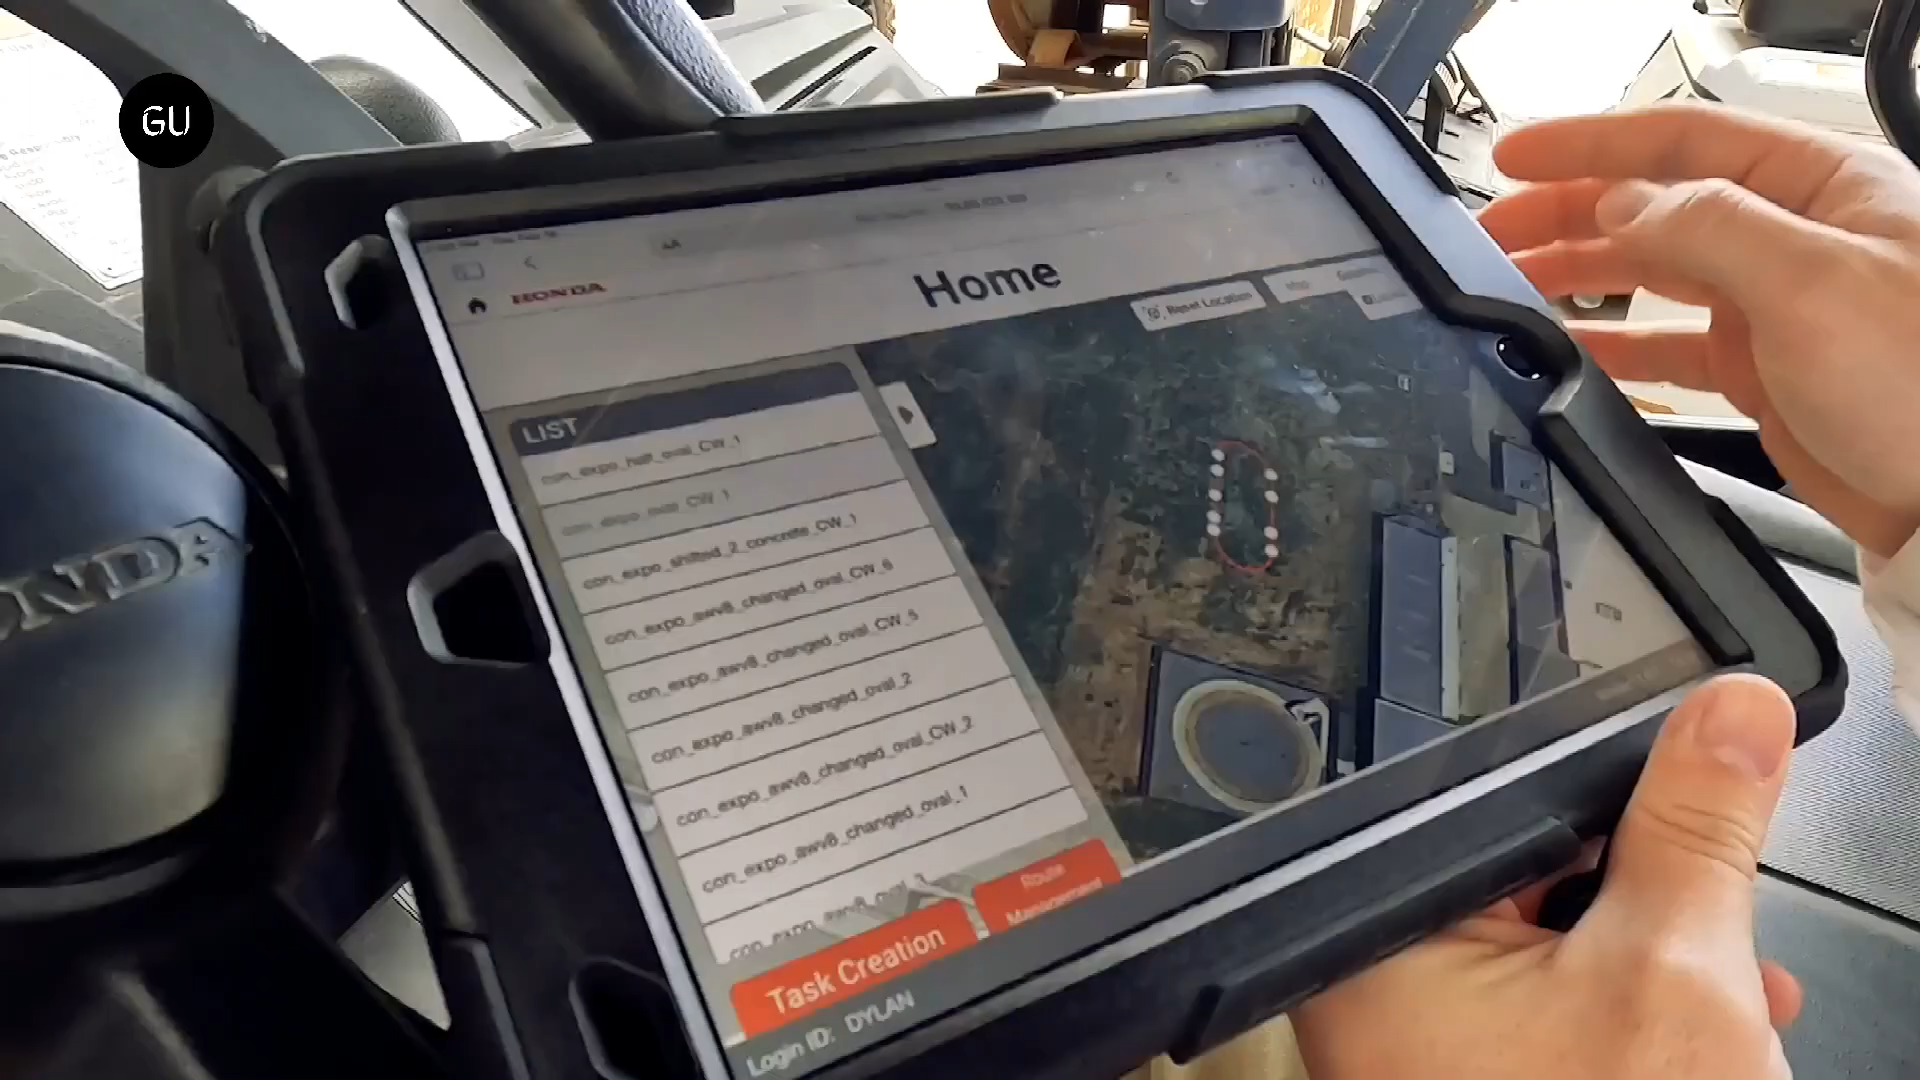 GU
HONDA
Home
Reset Location
LIST
con_expo_half_oval_CW_1
con_expo_oval_CW_1
con_expo_shifted_2_concrete_CW_1
con_expo_awv8_changed_oval_CW_6
con_expo_awv8_changed_oval_CW_5
con_expo_awv8_changed_oval_2
con_expo_awv8_changed_oval_CW_2
con_expo_awv8_changed_oval_1
Task Creation
Route
Management
Login ID: DYLAN
NDA